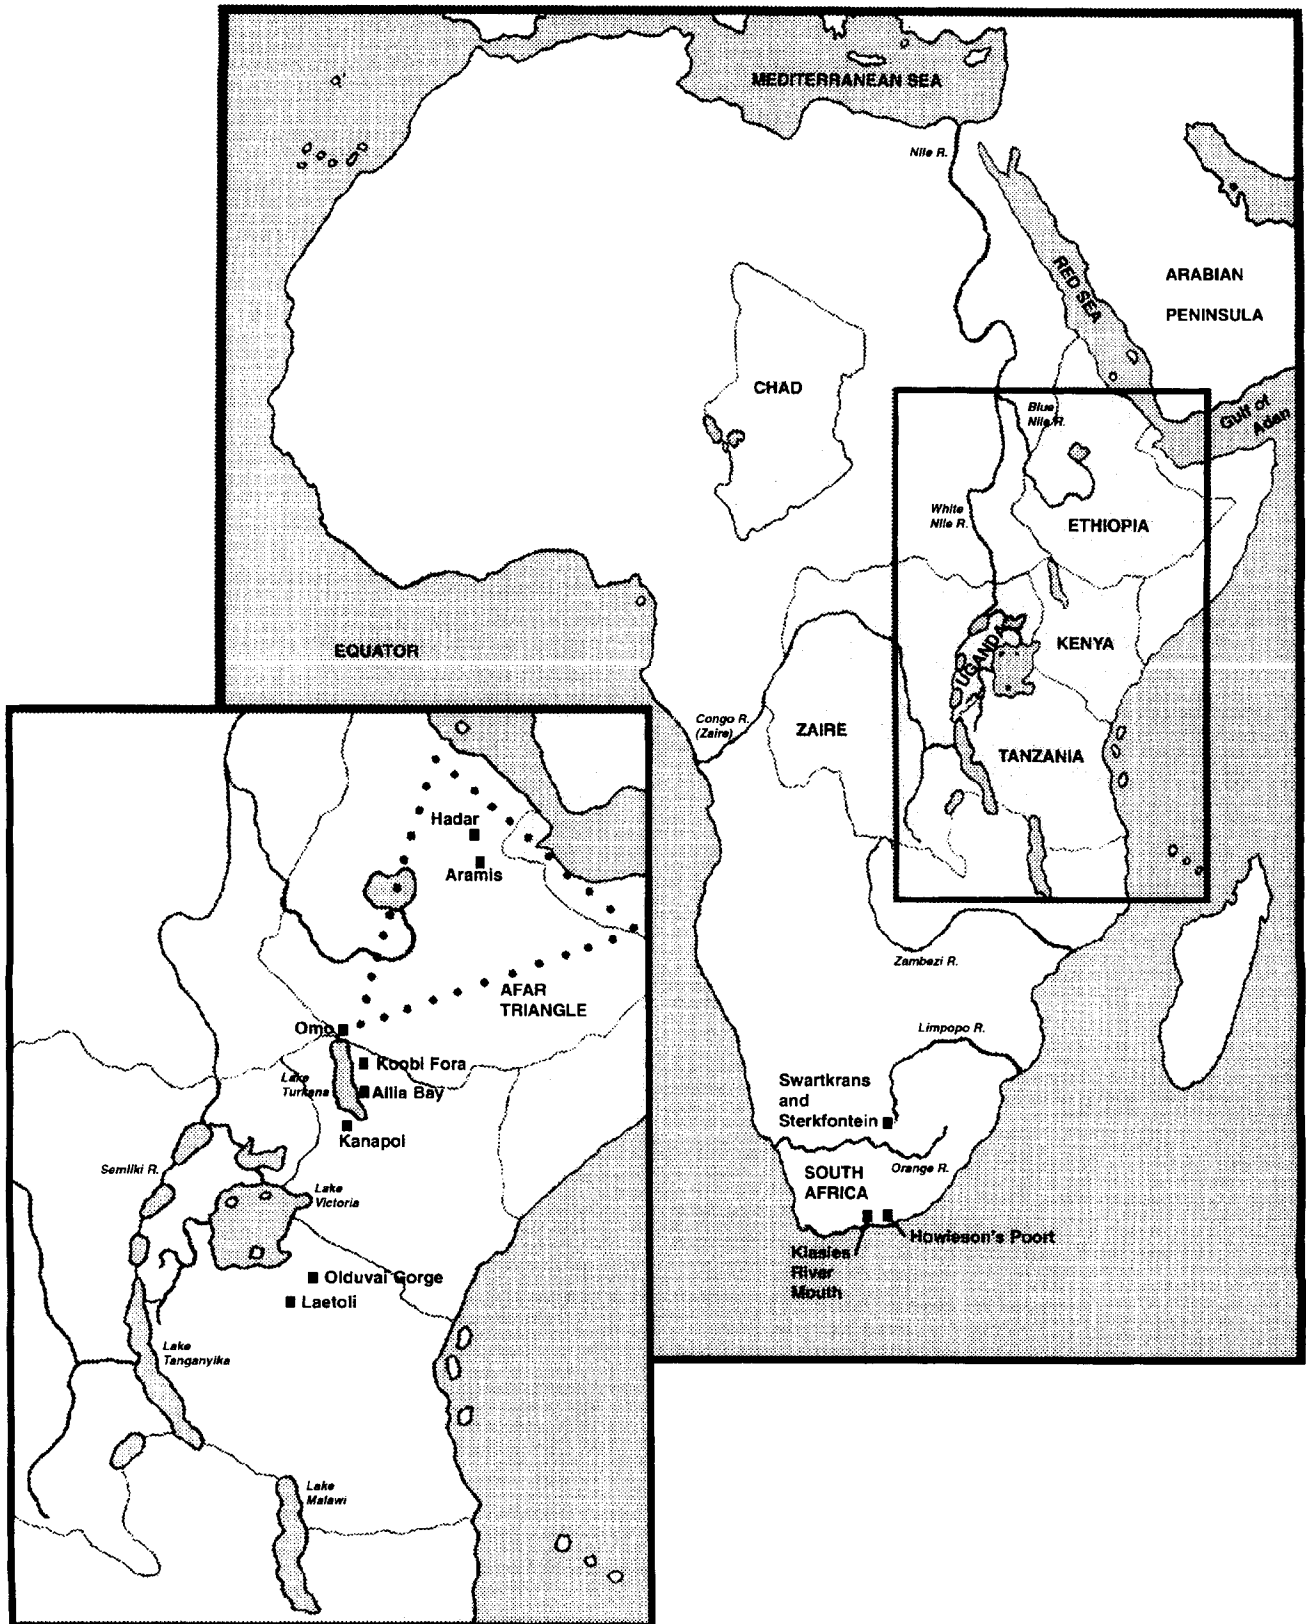 MEDITERRANEAN SEA
Nile R.
RED SEA
ARABIAN
PENINSULA
CHAD
Blue
Nile R.
Gulf of
Adan
White
Nile R.
ETHIOPIA
EQUATOR
UGANDA
KENYA
Congo R.
(Zaire)
ZAIRE
TANZANIA
Zambezi R.
Limpopo R.
Swartkrans
and
Sterkfontein
Orange R.
SOUTH
AFRICA
Howieson's Poort
Klasies
River
Mouth
Hadar
Aramis
AFAR
TRIANGLE
Omo
Koobi Fora
Lake
Turkana
Allia Bay
Kanapoi
Semliki R.
Lake
Victoria
Olduvai Gorge
Laetoli
Lake
Tanganyika
Lake
Malawi